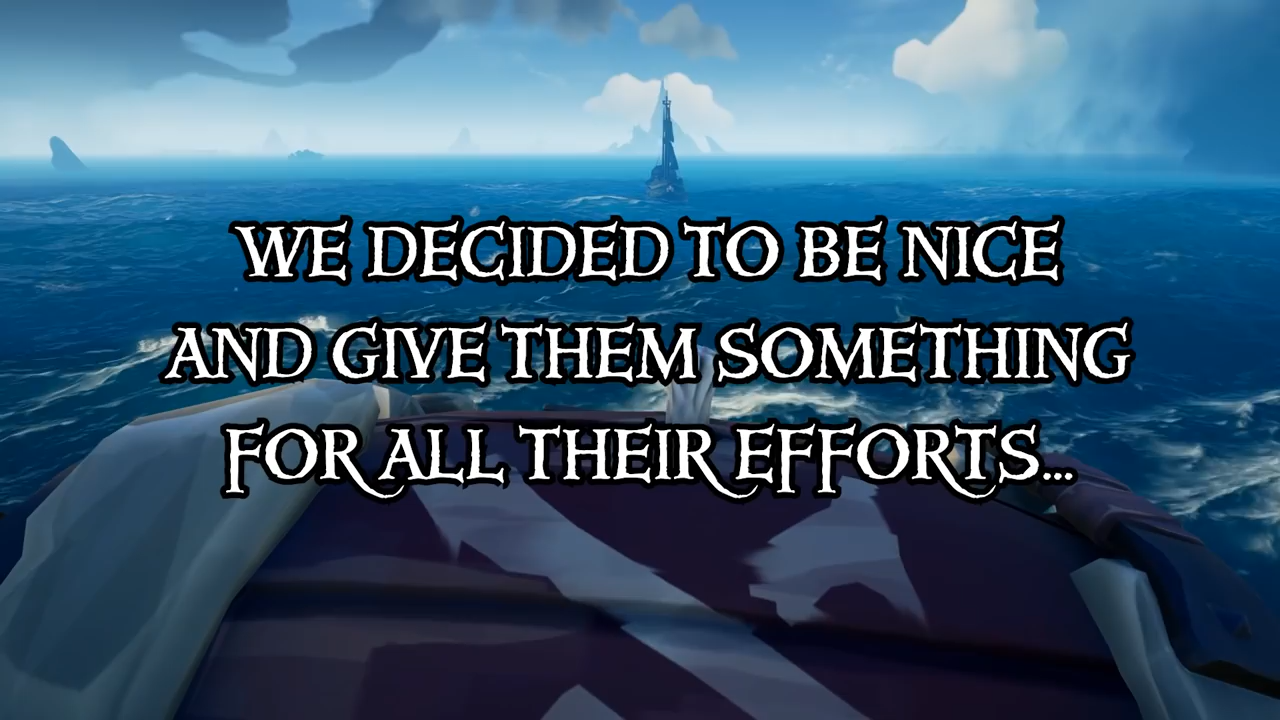 WE DECIDED TO BE NICE
AND GIVE THEM SOMETHING
FOR ALL THEIR EFFORTS...